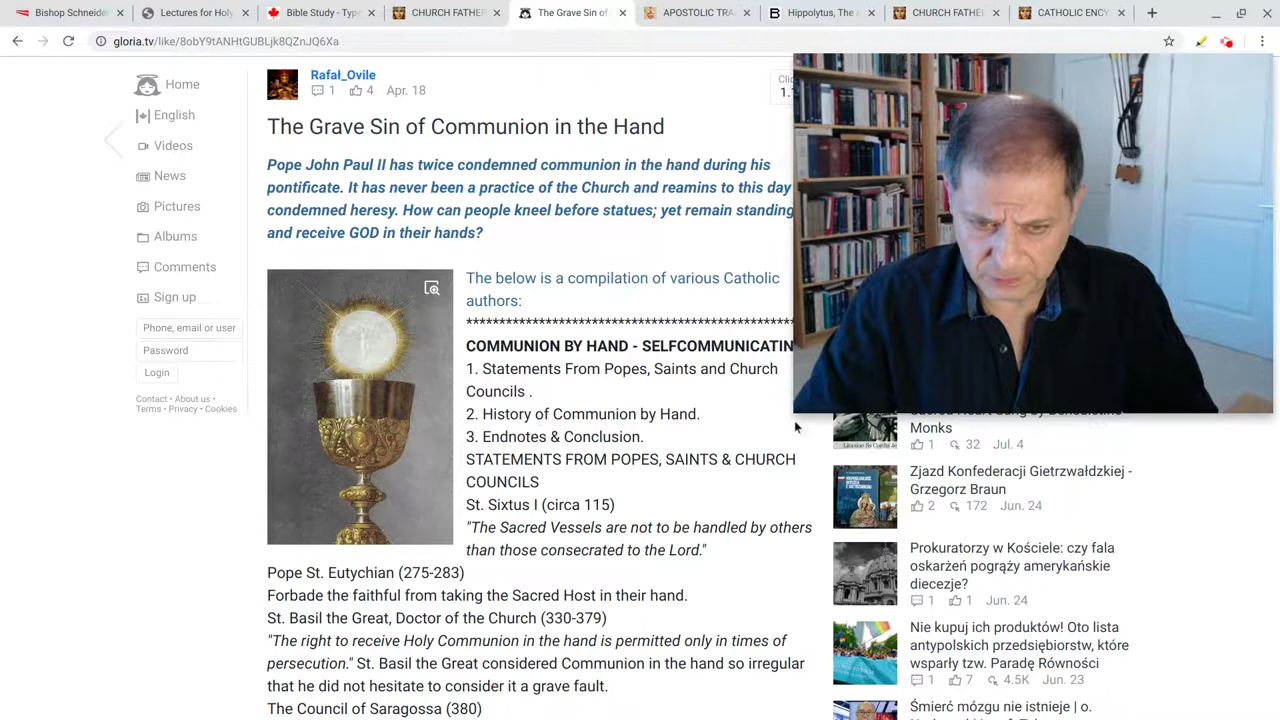 Bishop Schneide
Lectures for Holy
Bible Study - Type
CHURCH FATHER
The Grave Sin of
APOSTOLIC TRA
Hippolytus, The A
CHURCH FATHE
CATHOLIC ENCY
gloria.tv/like/8obY9tANHtGUBLjk8QZnJQ6Xa
Home
English
Videos
News
Pictures
Albums
Comments
Sign up
Phone, email or user
Password
Login
Contact • About us •
Terms • Privacy • Cookies
Rafał_Ovile
1 4 Apr. 18
Clic
1.
The Grave Sin of Communion in the Hand
Pope John Paul II has twice condemned communion in the hand during his
pontificate. It has never been a practice of the Church and reamins to this day
condemned heresy. How can people kneel before statues; yet remain standing
and receive GOD in their hands?
The below is a compilation of various Catholic
authors:
**************************************************
COMMUNION BY HAND - SELFCOMMUNICATIN
1. Statements From Popes, Saints and Church
Councils .
2. History of Communion by Hand.
3. Endnotes & Conclusion.
STATEMENTS FROM POPES, SAINTS & CHURCH
COUNCILS
St. Sixtus I (circa 115)
"The Sacred Vessels are not to be handled by others
than those consecrated to the Lord."
Pope St. Eutychian (275-283)
Forbade the faithful from taking the Sacred Host in their hand.
St. Basil the Great, Doctor of the Church (330-379)
"The right to receive Holy Communion in the hand is permitted only in times of
persecution." St. Basil the Great considered Communion in the hand so irregular
that he did not hesitate to consider it a grave fault.
The Council of Saragossa (380)
Monks
1 32 Jul. 4
Zjazd Konfederacji Gietrzwałdzkiej -
Grzegorz Braun
2 172 Jun. 24
Prokuratorzy w Kościele: czy fala
oskarżeń pogrąży amerykańskie
diecezje?
1 1 Jun. 24
Nie kupuj ich produktów! Oto lista
antypolskich przedsiębiorstw, które
wsparły tzw. Paradę Równości
1 7 4.5K Jun. 23
Śmierć mózgu nie istnieje | o.